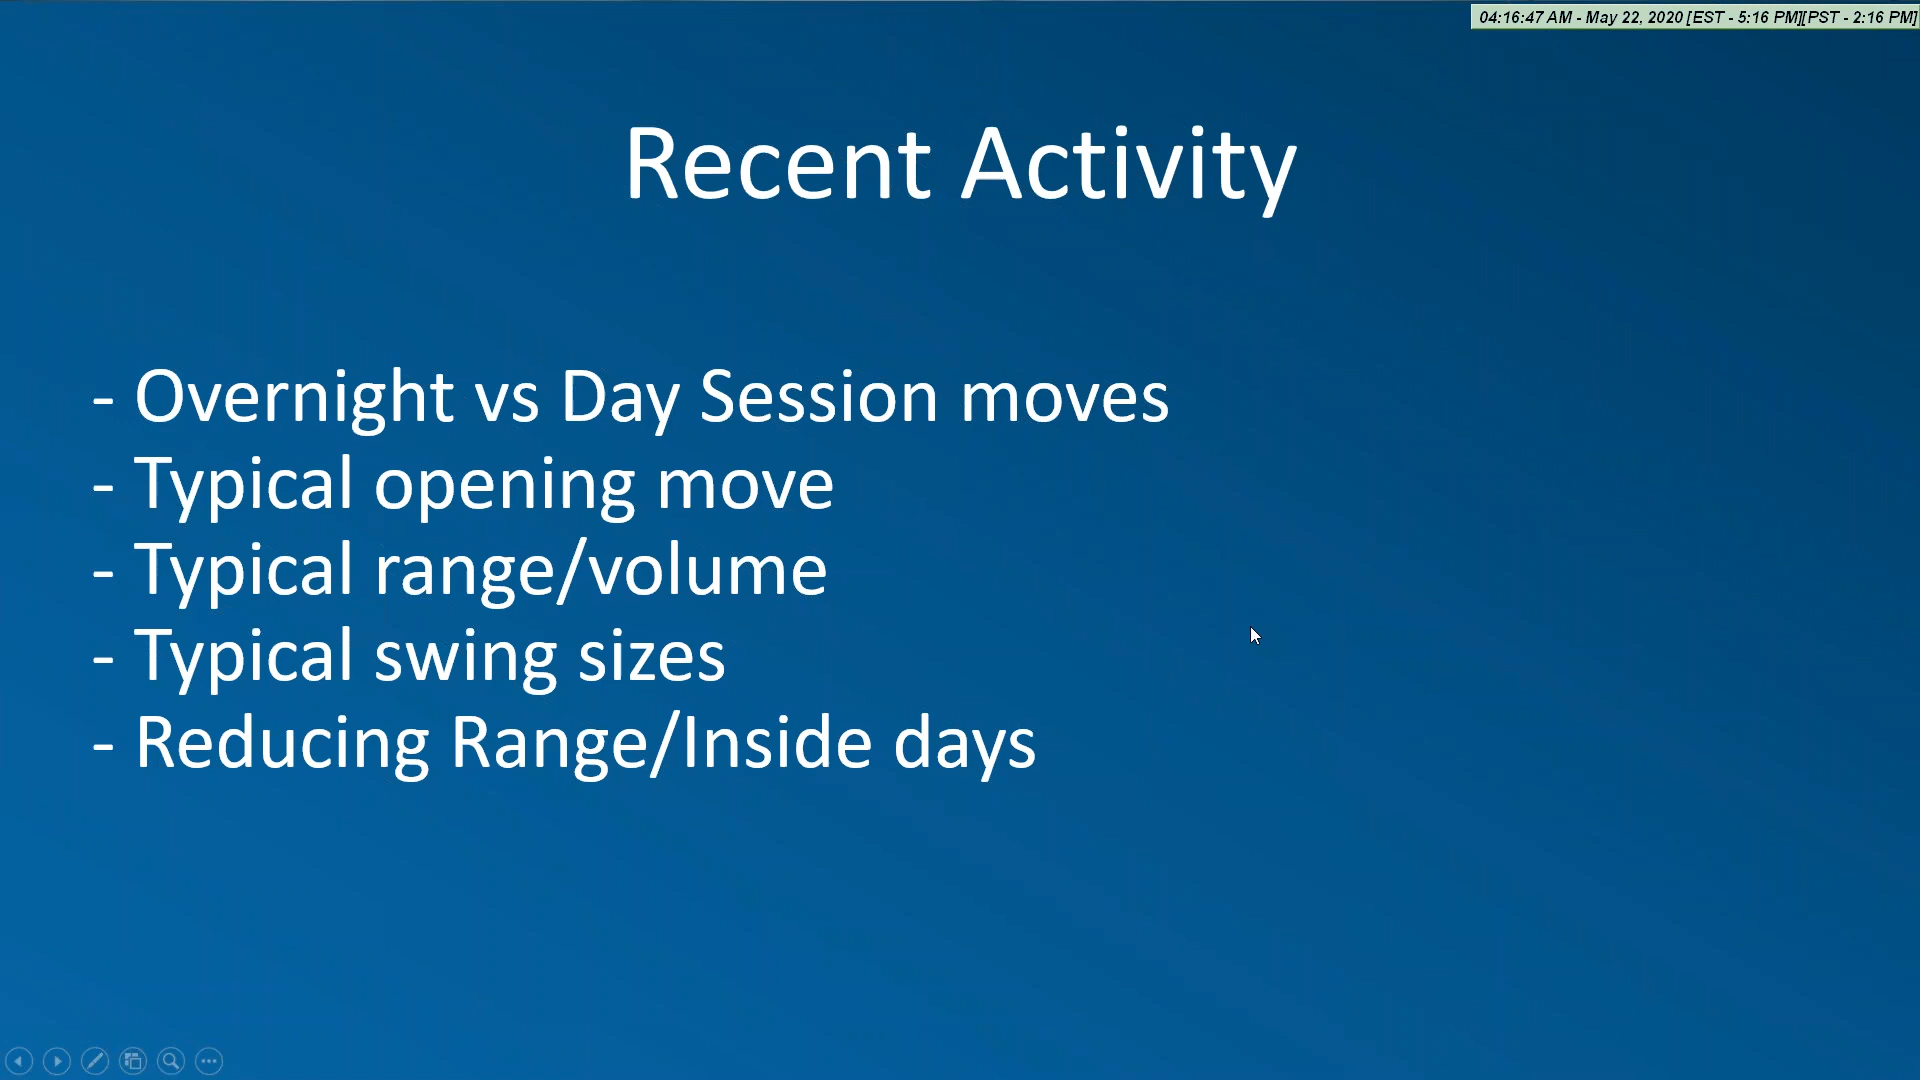 04:16:47 AM - May 22, 2020 [EST - 5:16 PM][PST - 2:16 PM]
Recent Activity
- Overnight vs Day Session moves
- Typical opening move
- Typical range/volume
- Typical swing sizes
- Reducing Range/Inside days